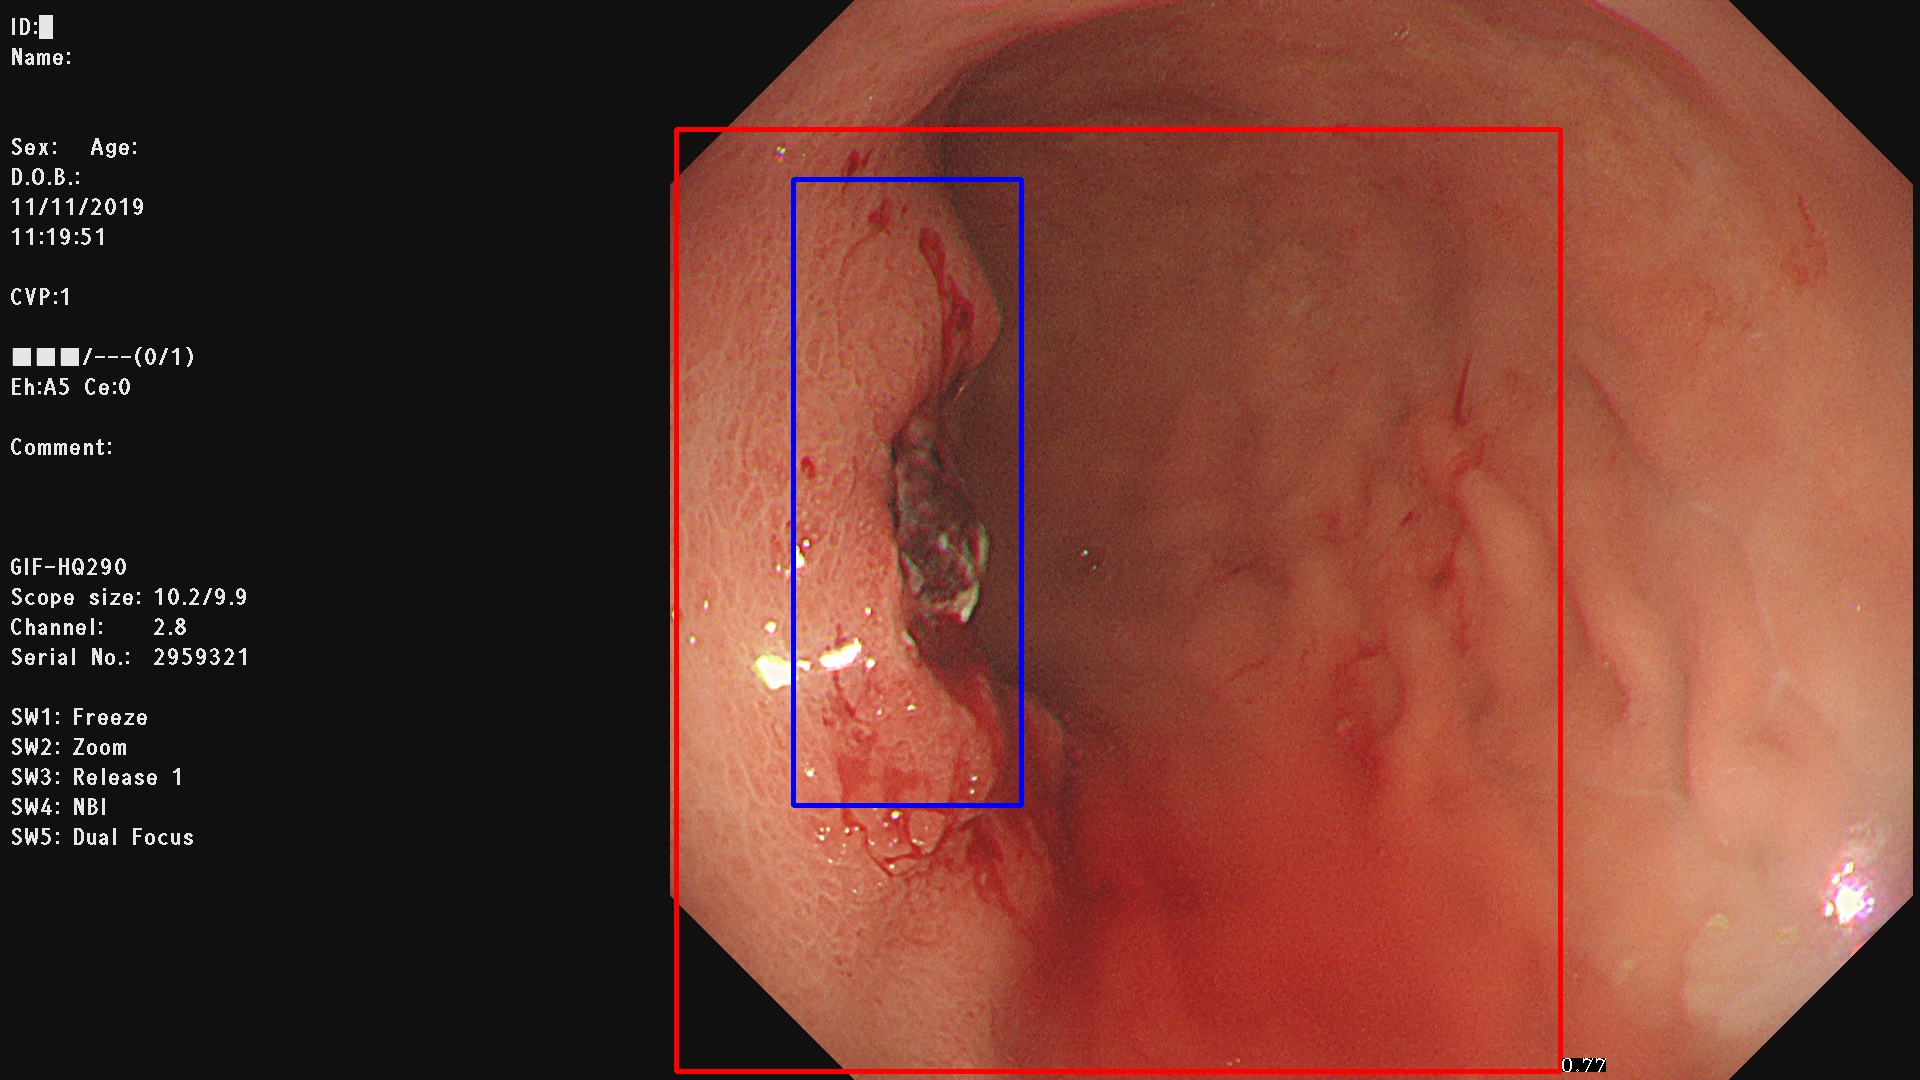 ID:
Name:
Sex: Age:
D.O.B.:
11/11/2019
11:19:51
CVP:1
■■■/---(0/1)
Eh:A5 Ce:0
Comment:
GIF-HQ290
Scope size: 10.2/9.9
Channel: 2.8
Serial No.: 2959321
SW1: Freeze
SW2: Zoom
SW3: Release 1
SW4: NBI
SW5: Dual Focus
0.77